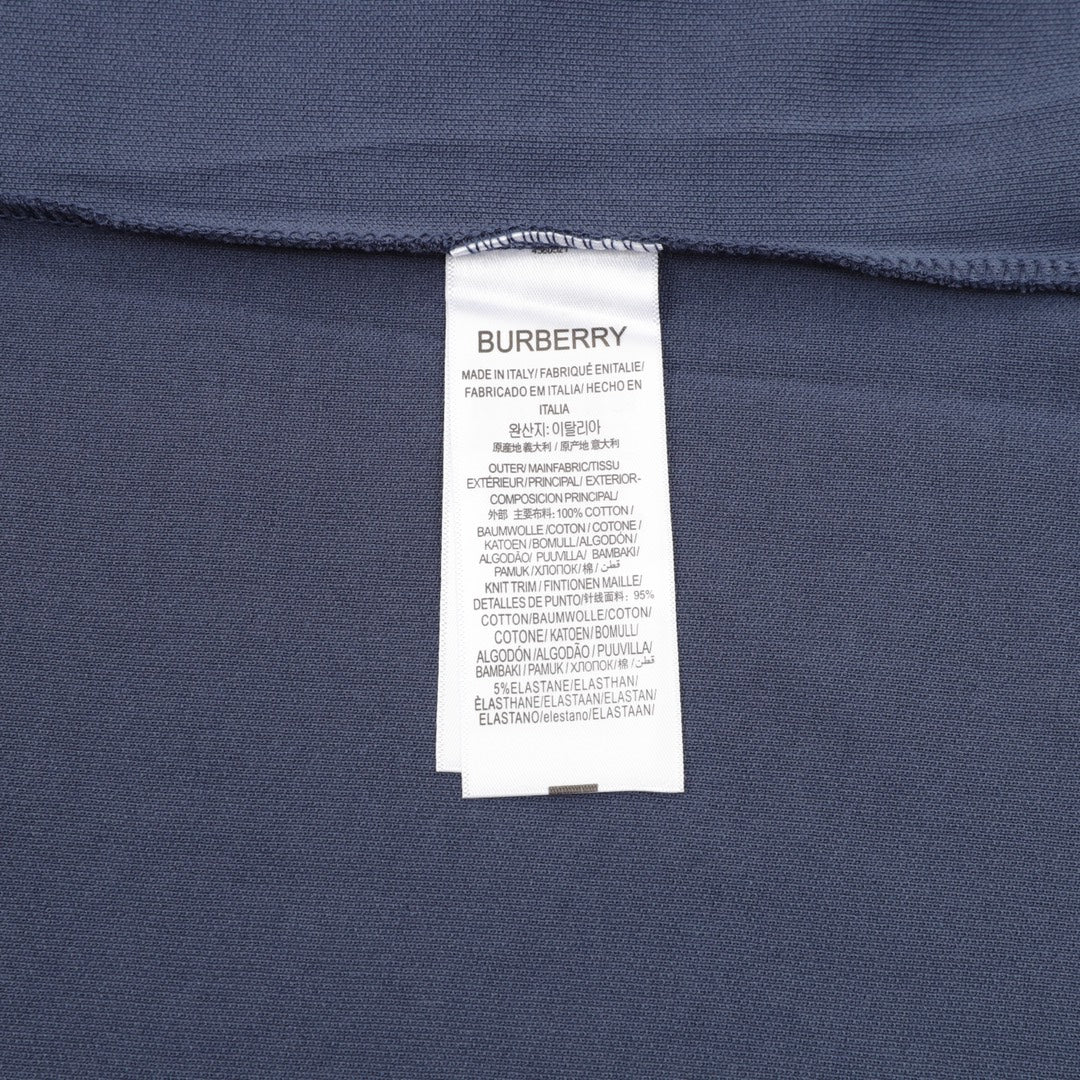 BURBERRY
MADE IN ITALY/ FABRIQUÉ ENITALIE/
FABRICADO EM ITALIA/ HECHO EN
ITALIA
완산지: 이탈리아
原產地 義大利 / 原产地 意大利
OUTER/ MAINFABRIC/TISSU
EXTÉRIEUR/ PRINCIPAL/ EXTERIOR-
COMPOSICION PRINCIPAL/
外部 主要布料: 100% COTTON /
BAUMWOLLE /COTON / COTONE /
KATOEN / BOMULL/ ALGODÓN /
ALGODÃO/ PUUVILLA/ BAMBAKI/
PAMUK /ХЛОПОК/ 棉 / قطن
KNIT TRIM / FINTIONEN MAILLE/
DETALLES DE PUNTO/针线面料: 95%
COTTON/BAUMWOLLE/COTON/
COTONE/ KATOEN/ BOMULL/
ALGODÓN /ALGODÃO / PUUVILLA/
BAMBAKI / PAMUK / ХЛОПОК/ 棉 / قطن
5%ELASTANE/ELASTHAN/
ÈLASTHANE/ELASTAAN/ELASTAN/
ELASTANO/elestano/ELASTAAN/